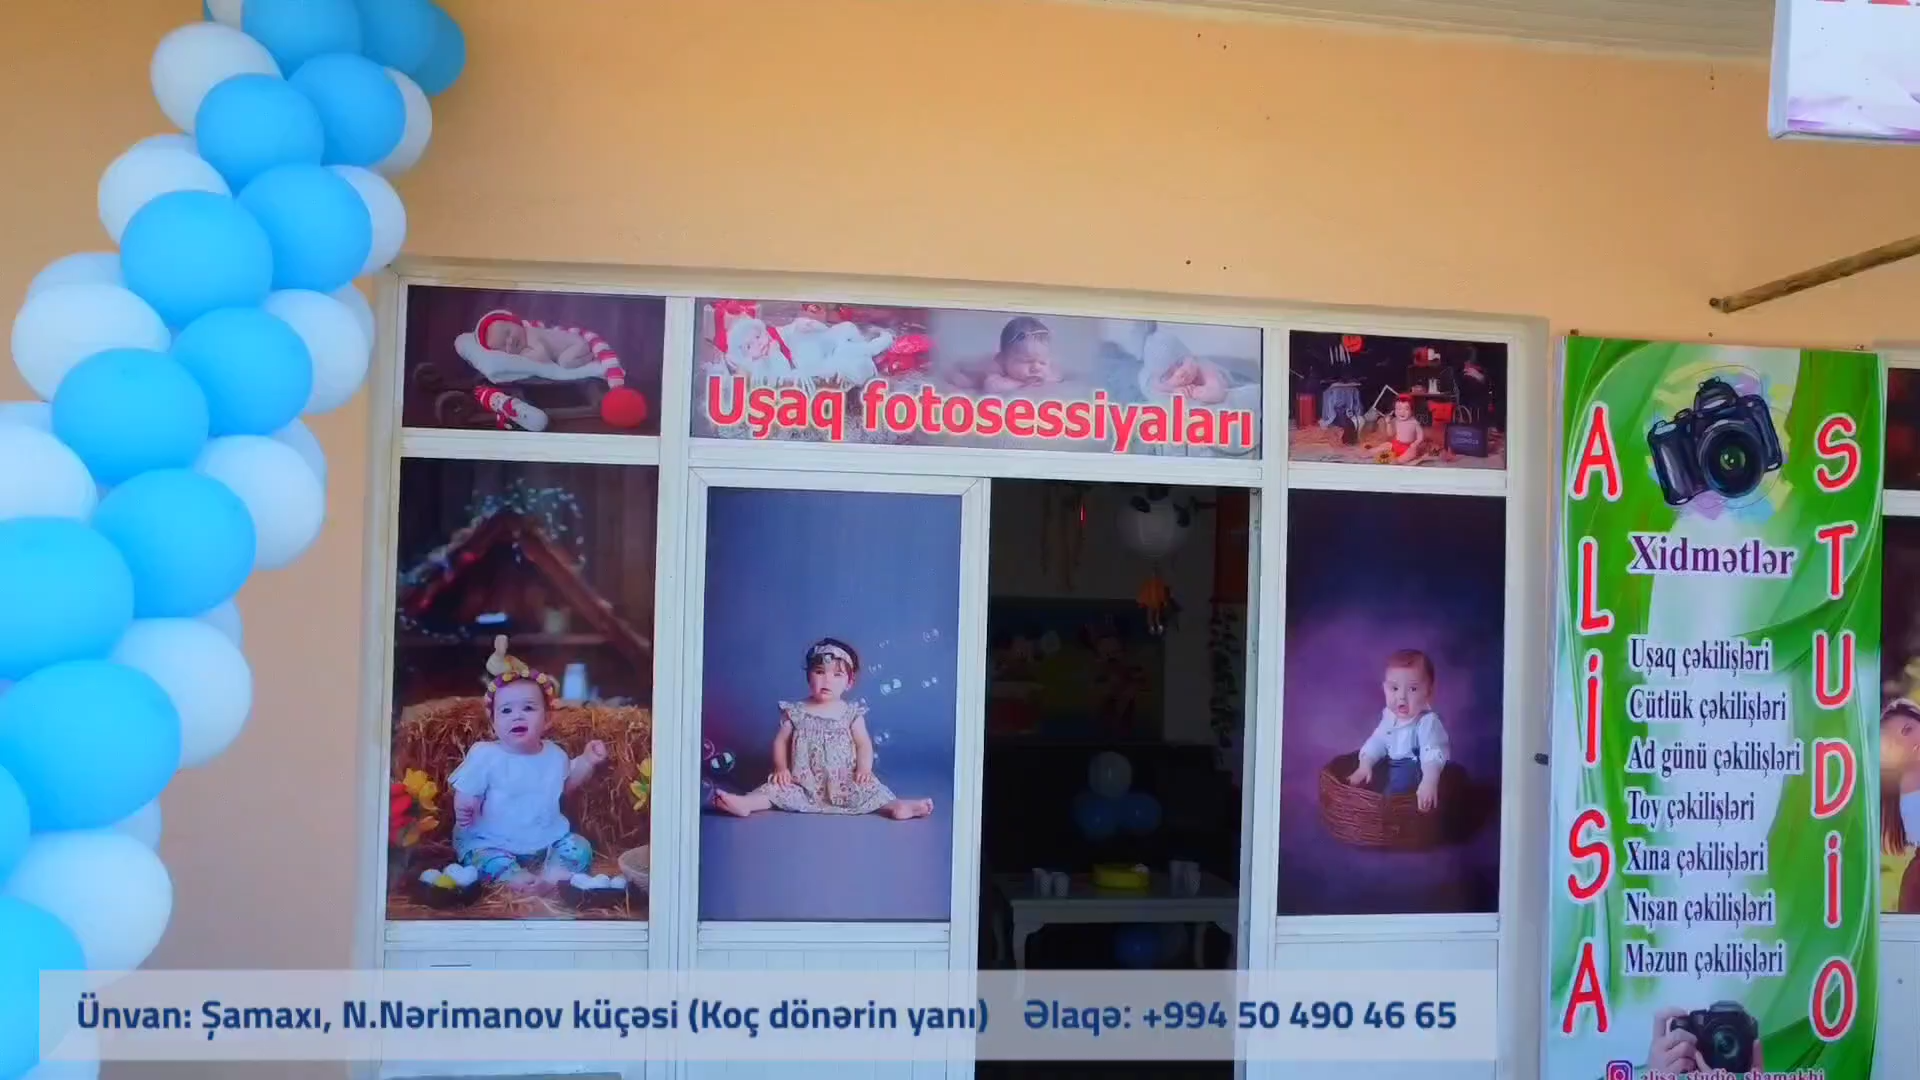 Uşaq fotosessiyaları
ALİSA
STUDİO
Xidmətlər
Uşaq çəkilişləri
Cütlük çəkilişləri
Ad günü çəkilişləri
Toy çəkilişləri
Xına çəkilişləri
Nişan çəkilişləri
Məzun çəkilişləri
alisa_studio_shamakhi
Ünvan: Şamaxı, N.Nərimanov küçəsi (Koç dönərin yanı) Əlaqə: +994 50 490 46 65